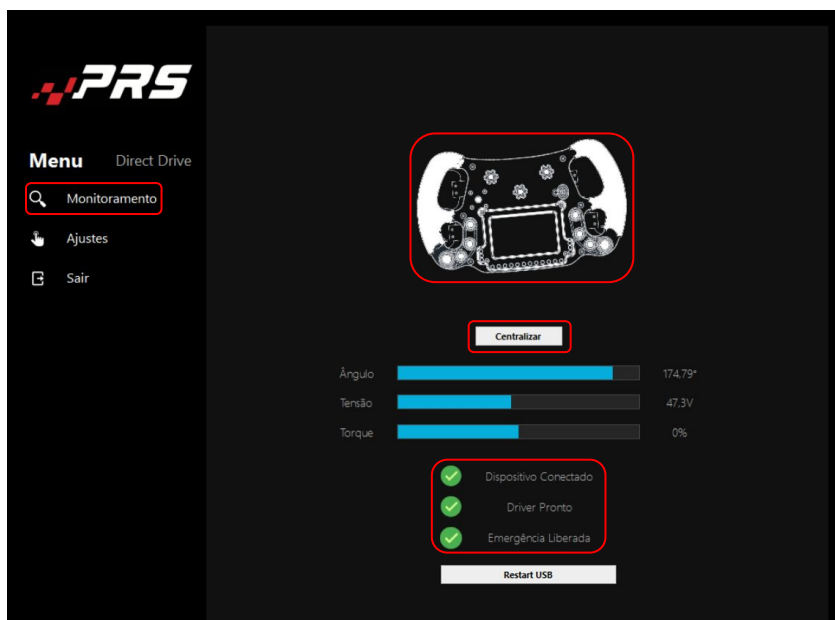 PRS
Menu Direct Drive
Monitoramento
Ajustes
Sair
Centralizar
Ângulo 174,79°
Tensão 47,3V
Torque 0%
Dispositivo Conectado
Driver Pronto
Emergência Liberada
Restart USB